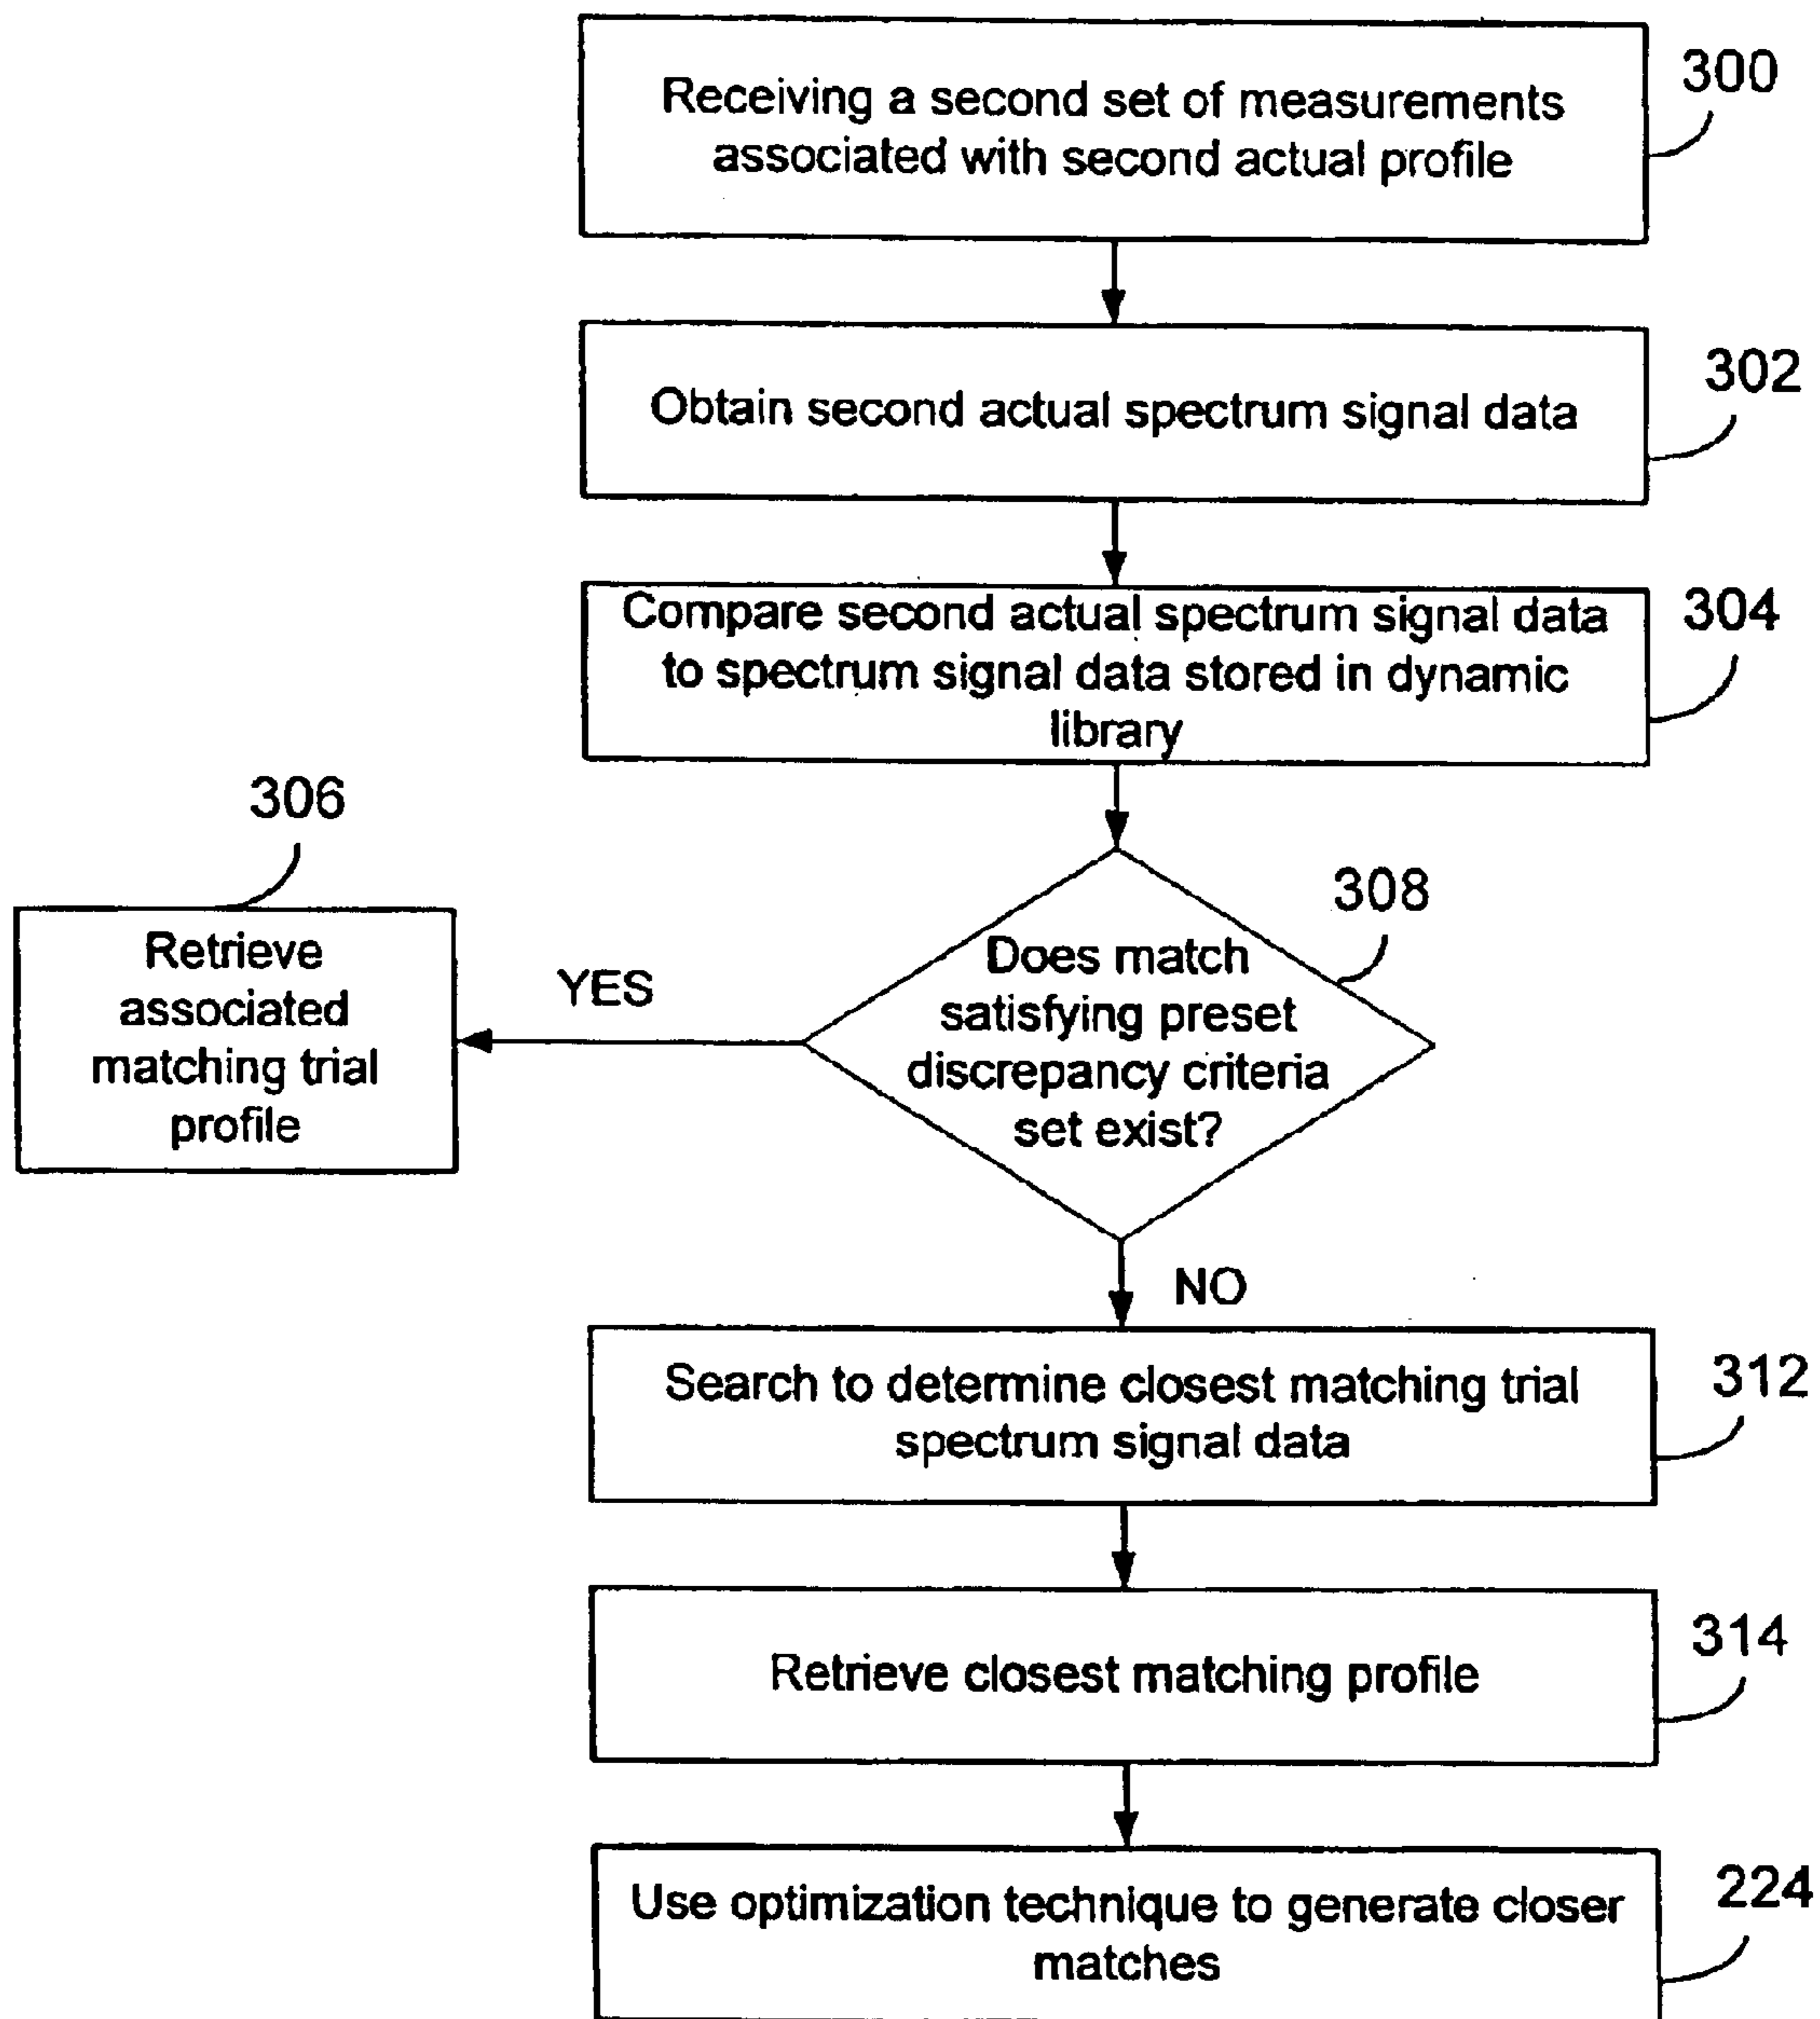 Receiving a second set of measurements
associated with second actual profile
300
Obtain second actual spectrum signal data
302
Compare second actual spectrum signal data
to spectrum signal data stored in dynamic
library
304
306
Retrieve
associated
matching trial
profile
YES
308
Does match
satisfying preset
discrepancy criteria
set exist?
NO
Search to determine closest matching trial
spectrum signal data
312
Retrieve closest matching profile
314
Use optimization technique to generate closer
matches
224